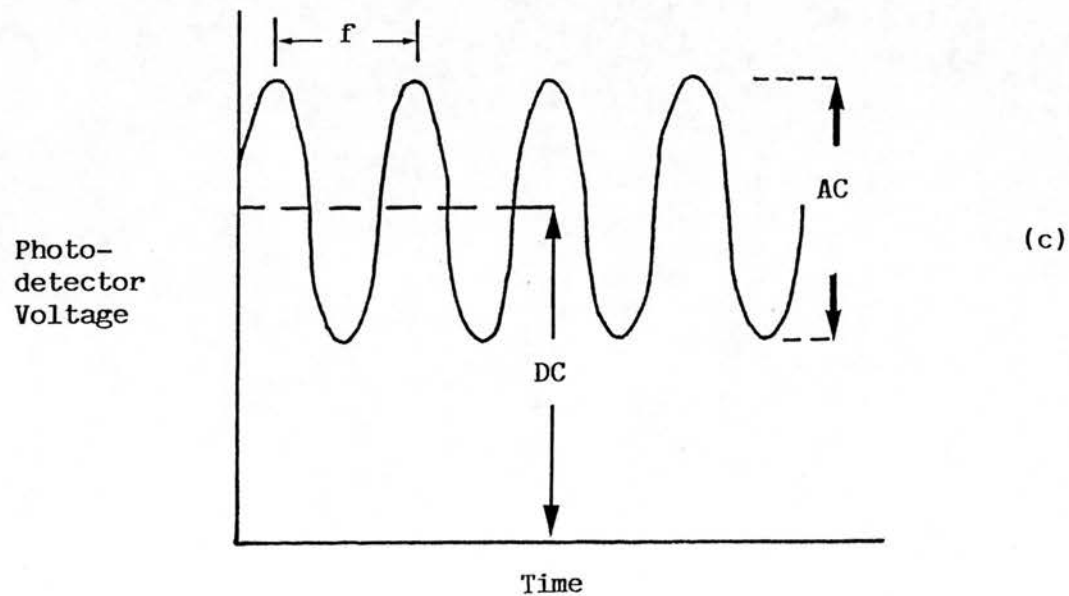 f
AC
(c)
Photo-
detector
Voltage
DC
Time